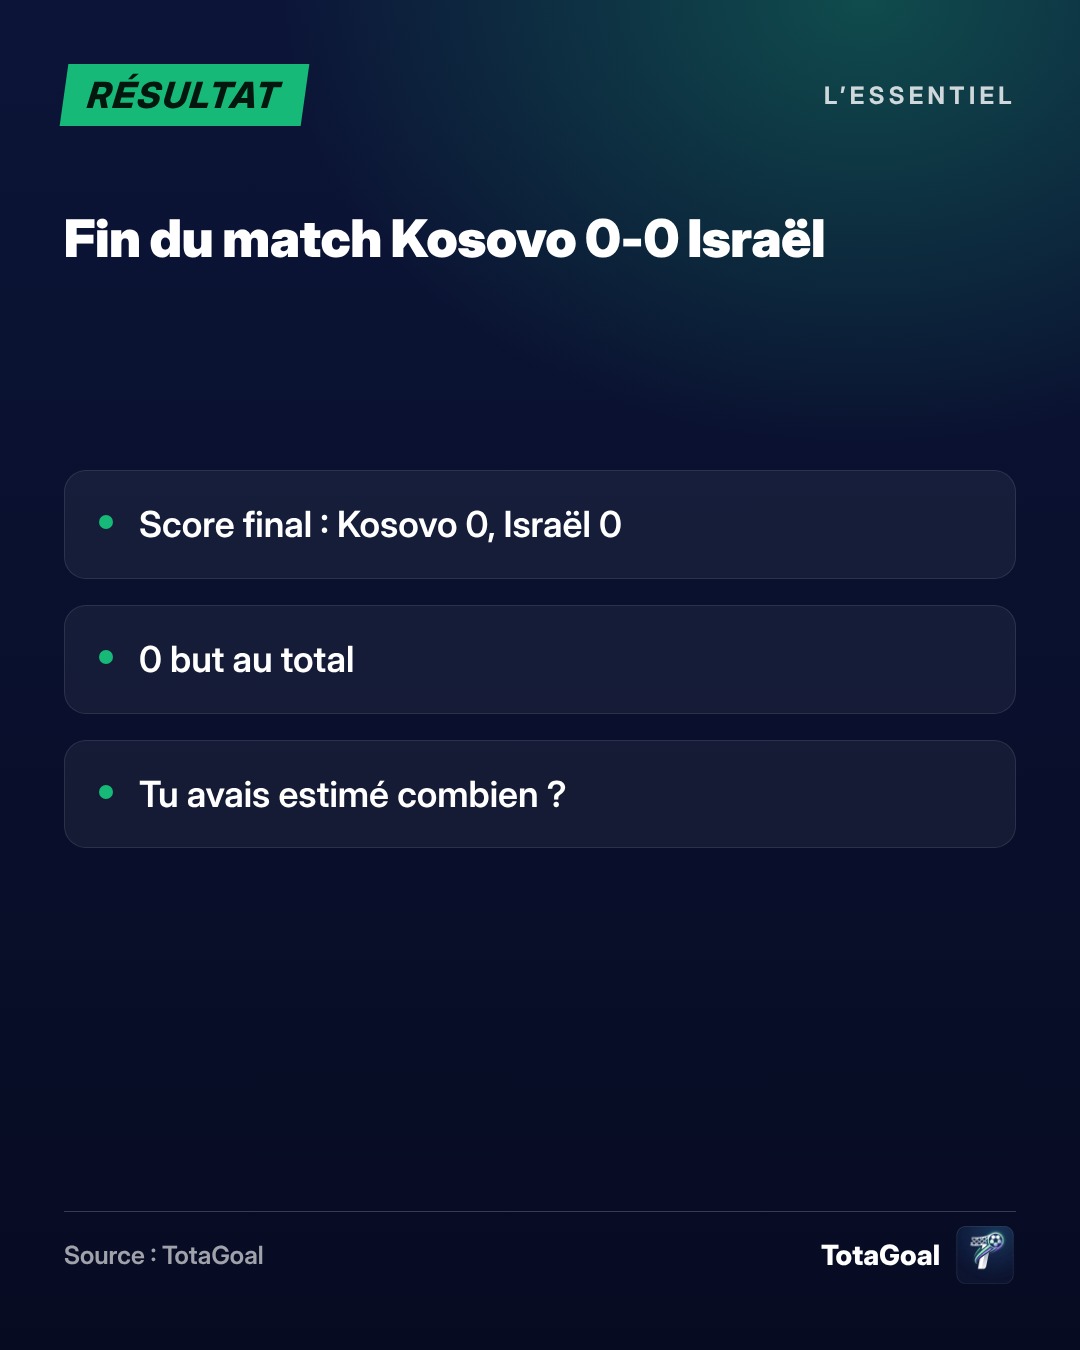 RÉSULTAT
L'ESSENTIEL
Fin du match Kosovo 0-0 Israël
Score final : Kosovo 0, Israël 0
0 but au total
Tu avais estimé combien ?
Source : TotaGoal
TotaGoal